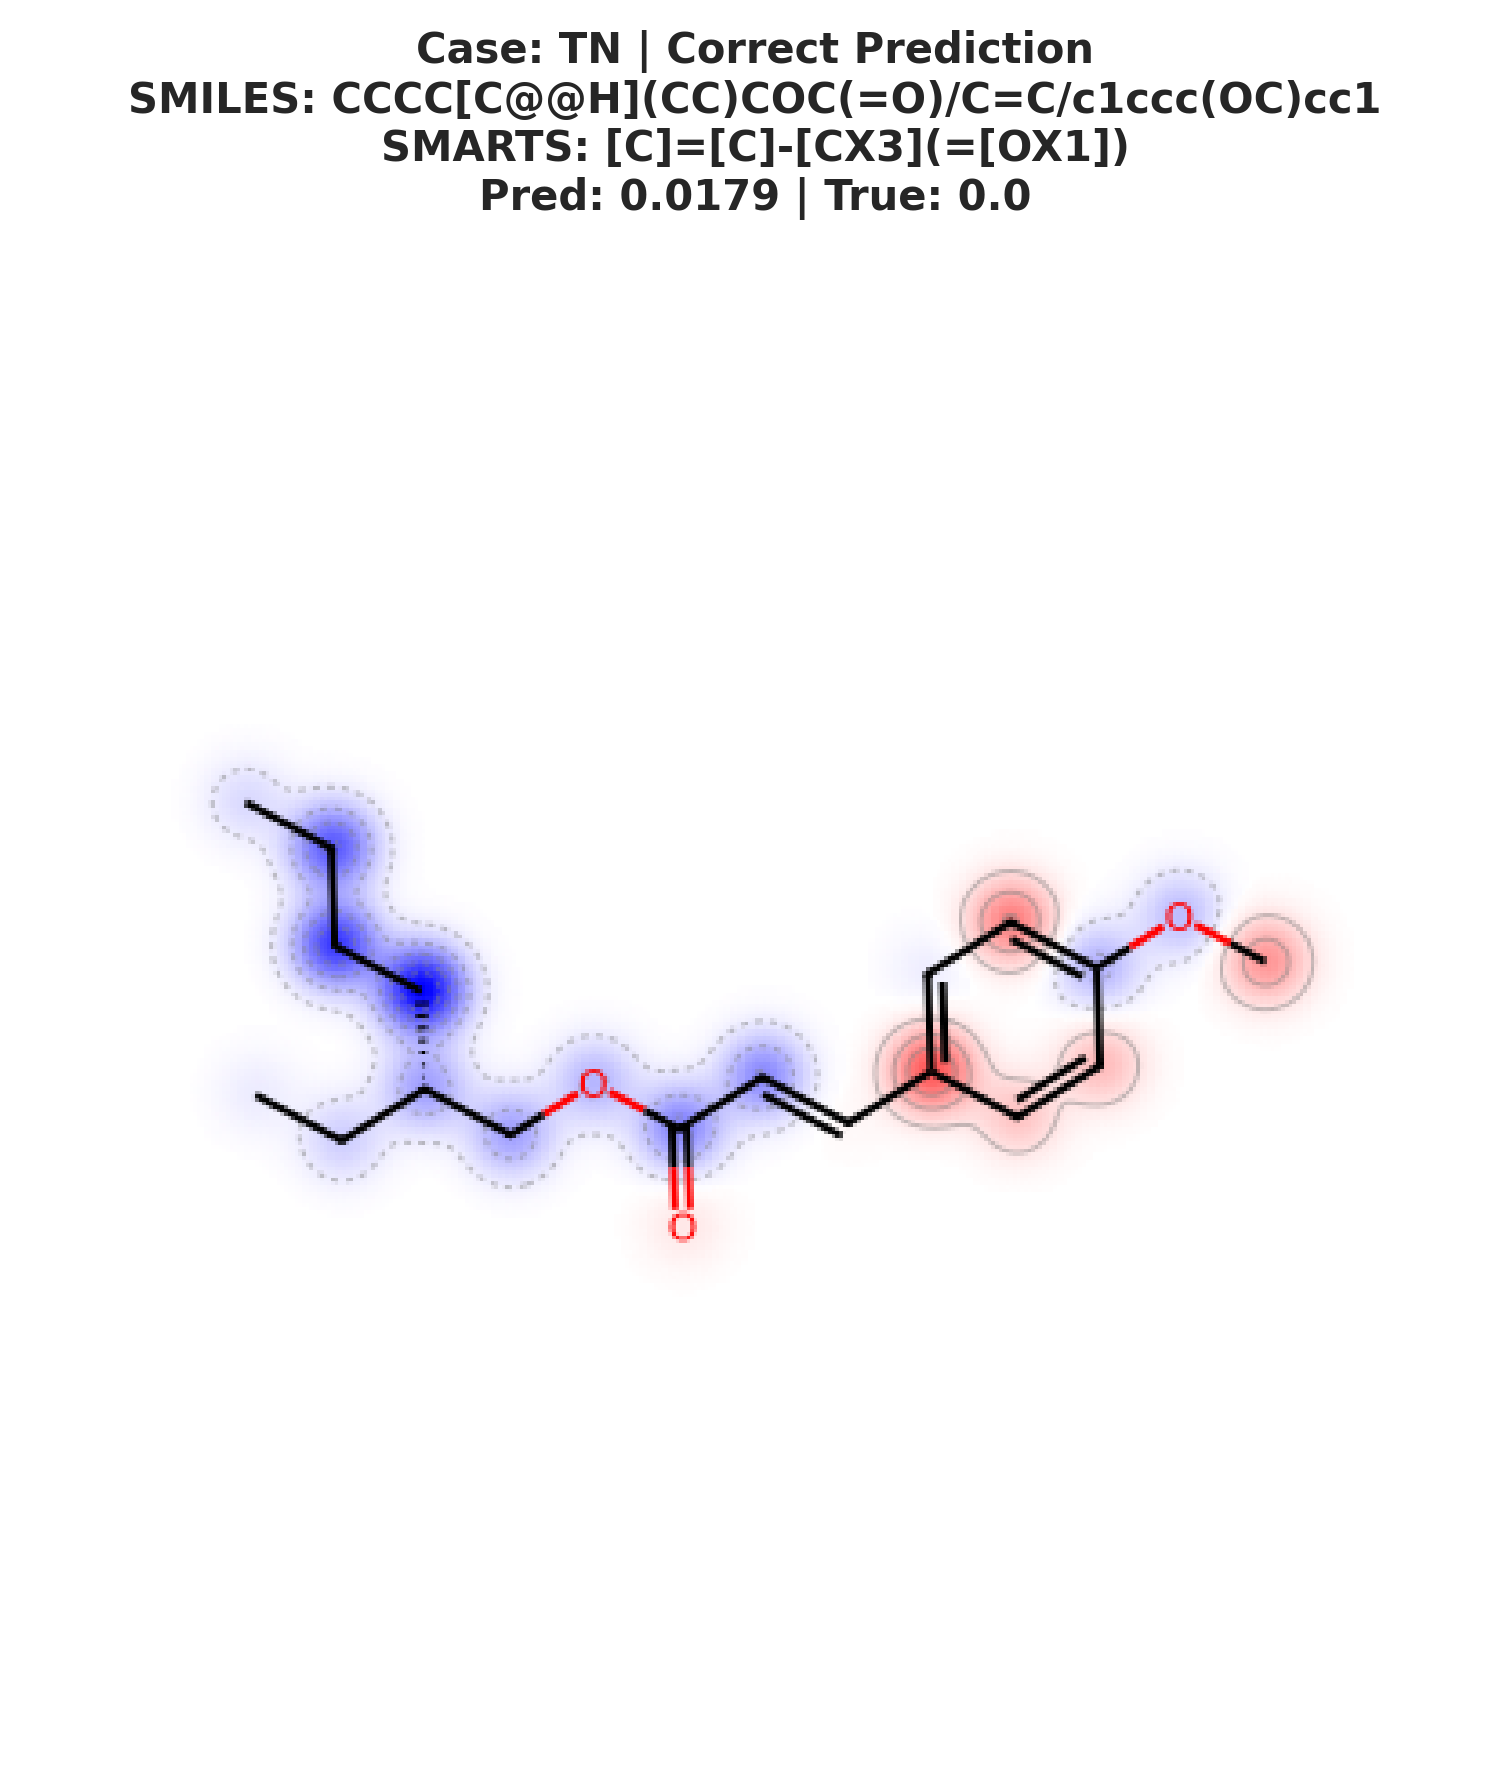 Case: TN | Correct Prediction
SMILES: CCCC[C@@H](CC)COC(=O)/C=C/c1ccc(OC)cc1
SMARTS: [C]=[C]-[CX3](=[OX1])
Pred: 0.0179 | True: 0.0
O
O
O